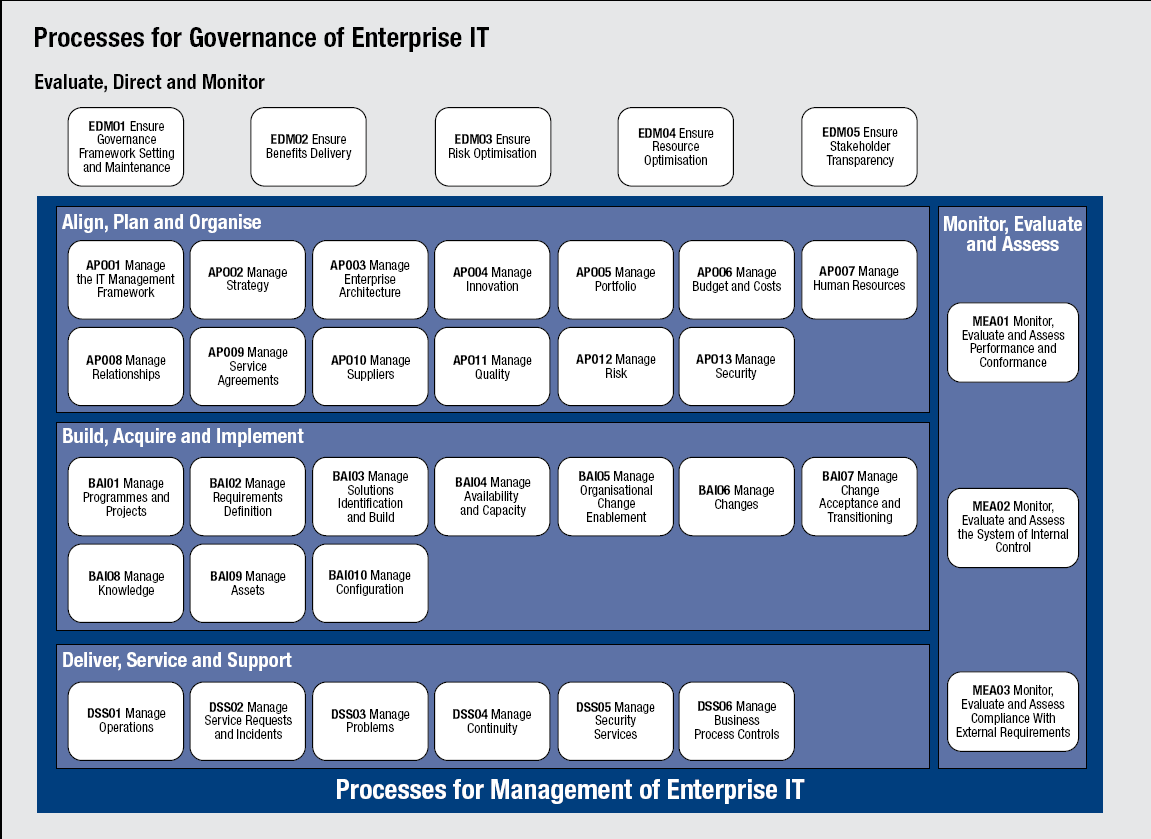 Processes for Governance of Enterprise IT
Evaluate, Direct and Monitor
EDM01 Ensure
Governance
Framework Setting
and Maintenance
EDM02 Ensure
Benefits Delivery
EDM03 Ensure
Risk Optimisation
EDM04 Ensure
Resource
Optimisation
EDM05 Ensure
Stakeholder
Transparency
Align, Plan and Organise
APO01 Manage
the IT Management
Framework
APO02 Manage
Strategy
APO03 Manage
Enterprise
Architecture
APO04 Manage
Innovation
APO05 Manage
Portfolio
APO06 Manage
Budget and Costs
APO07 Manage
Human Resources
APO08 Manage
Relationships
APO09 Manage
Service
Agreements
APO10 Manage
Suppliers
APO11 Manage
Quality
APO12 Manage
Risk
APO13 Manage
Security
Build, Acquire and Implement
BAI01 Manage
Programmes and
Projects
BAI02 Manage
Requirements
Definition
BAI03 Manage
Solutions
Identification
and Build
BAI04 Manage
Availability
and Capacity
BAI05 Manage
Organisational
Change
Enablement
BAI06 Manage
Changes
BAI07 Manage
Change
Acceptance and
Transitioning
BAI08 Manage
Knowledge
BAI09 Manage
Assets
BAI010 Manage
Configuration
Deliver, Service and Support
DSS01 Manage
Operations
DSS02 Manage
Service Requests
and Incidents
DSS03 Manage
Problems
DSS04 Manage
Continuity
DSS05 Manage
Security
Services
DSS06 Manage
Business
Process Controls
Monitor, Evaluate
and Assess
MEA01 Monitor,
Evaluate and Assess
Performance and
Conformance
MEA02 Monitor,
Evaluate and Assess
the System of Internal
Control
MEA03 Monitor,
Evaluate and Assess
Compliance With
External Requirements
Processes for Management of Enterprise IT